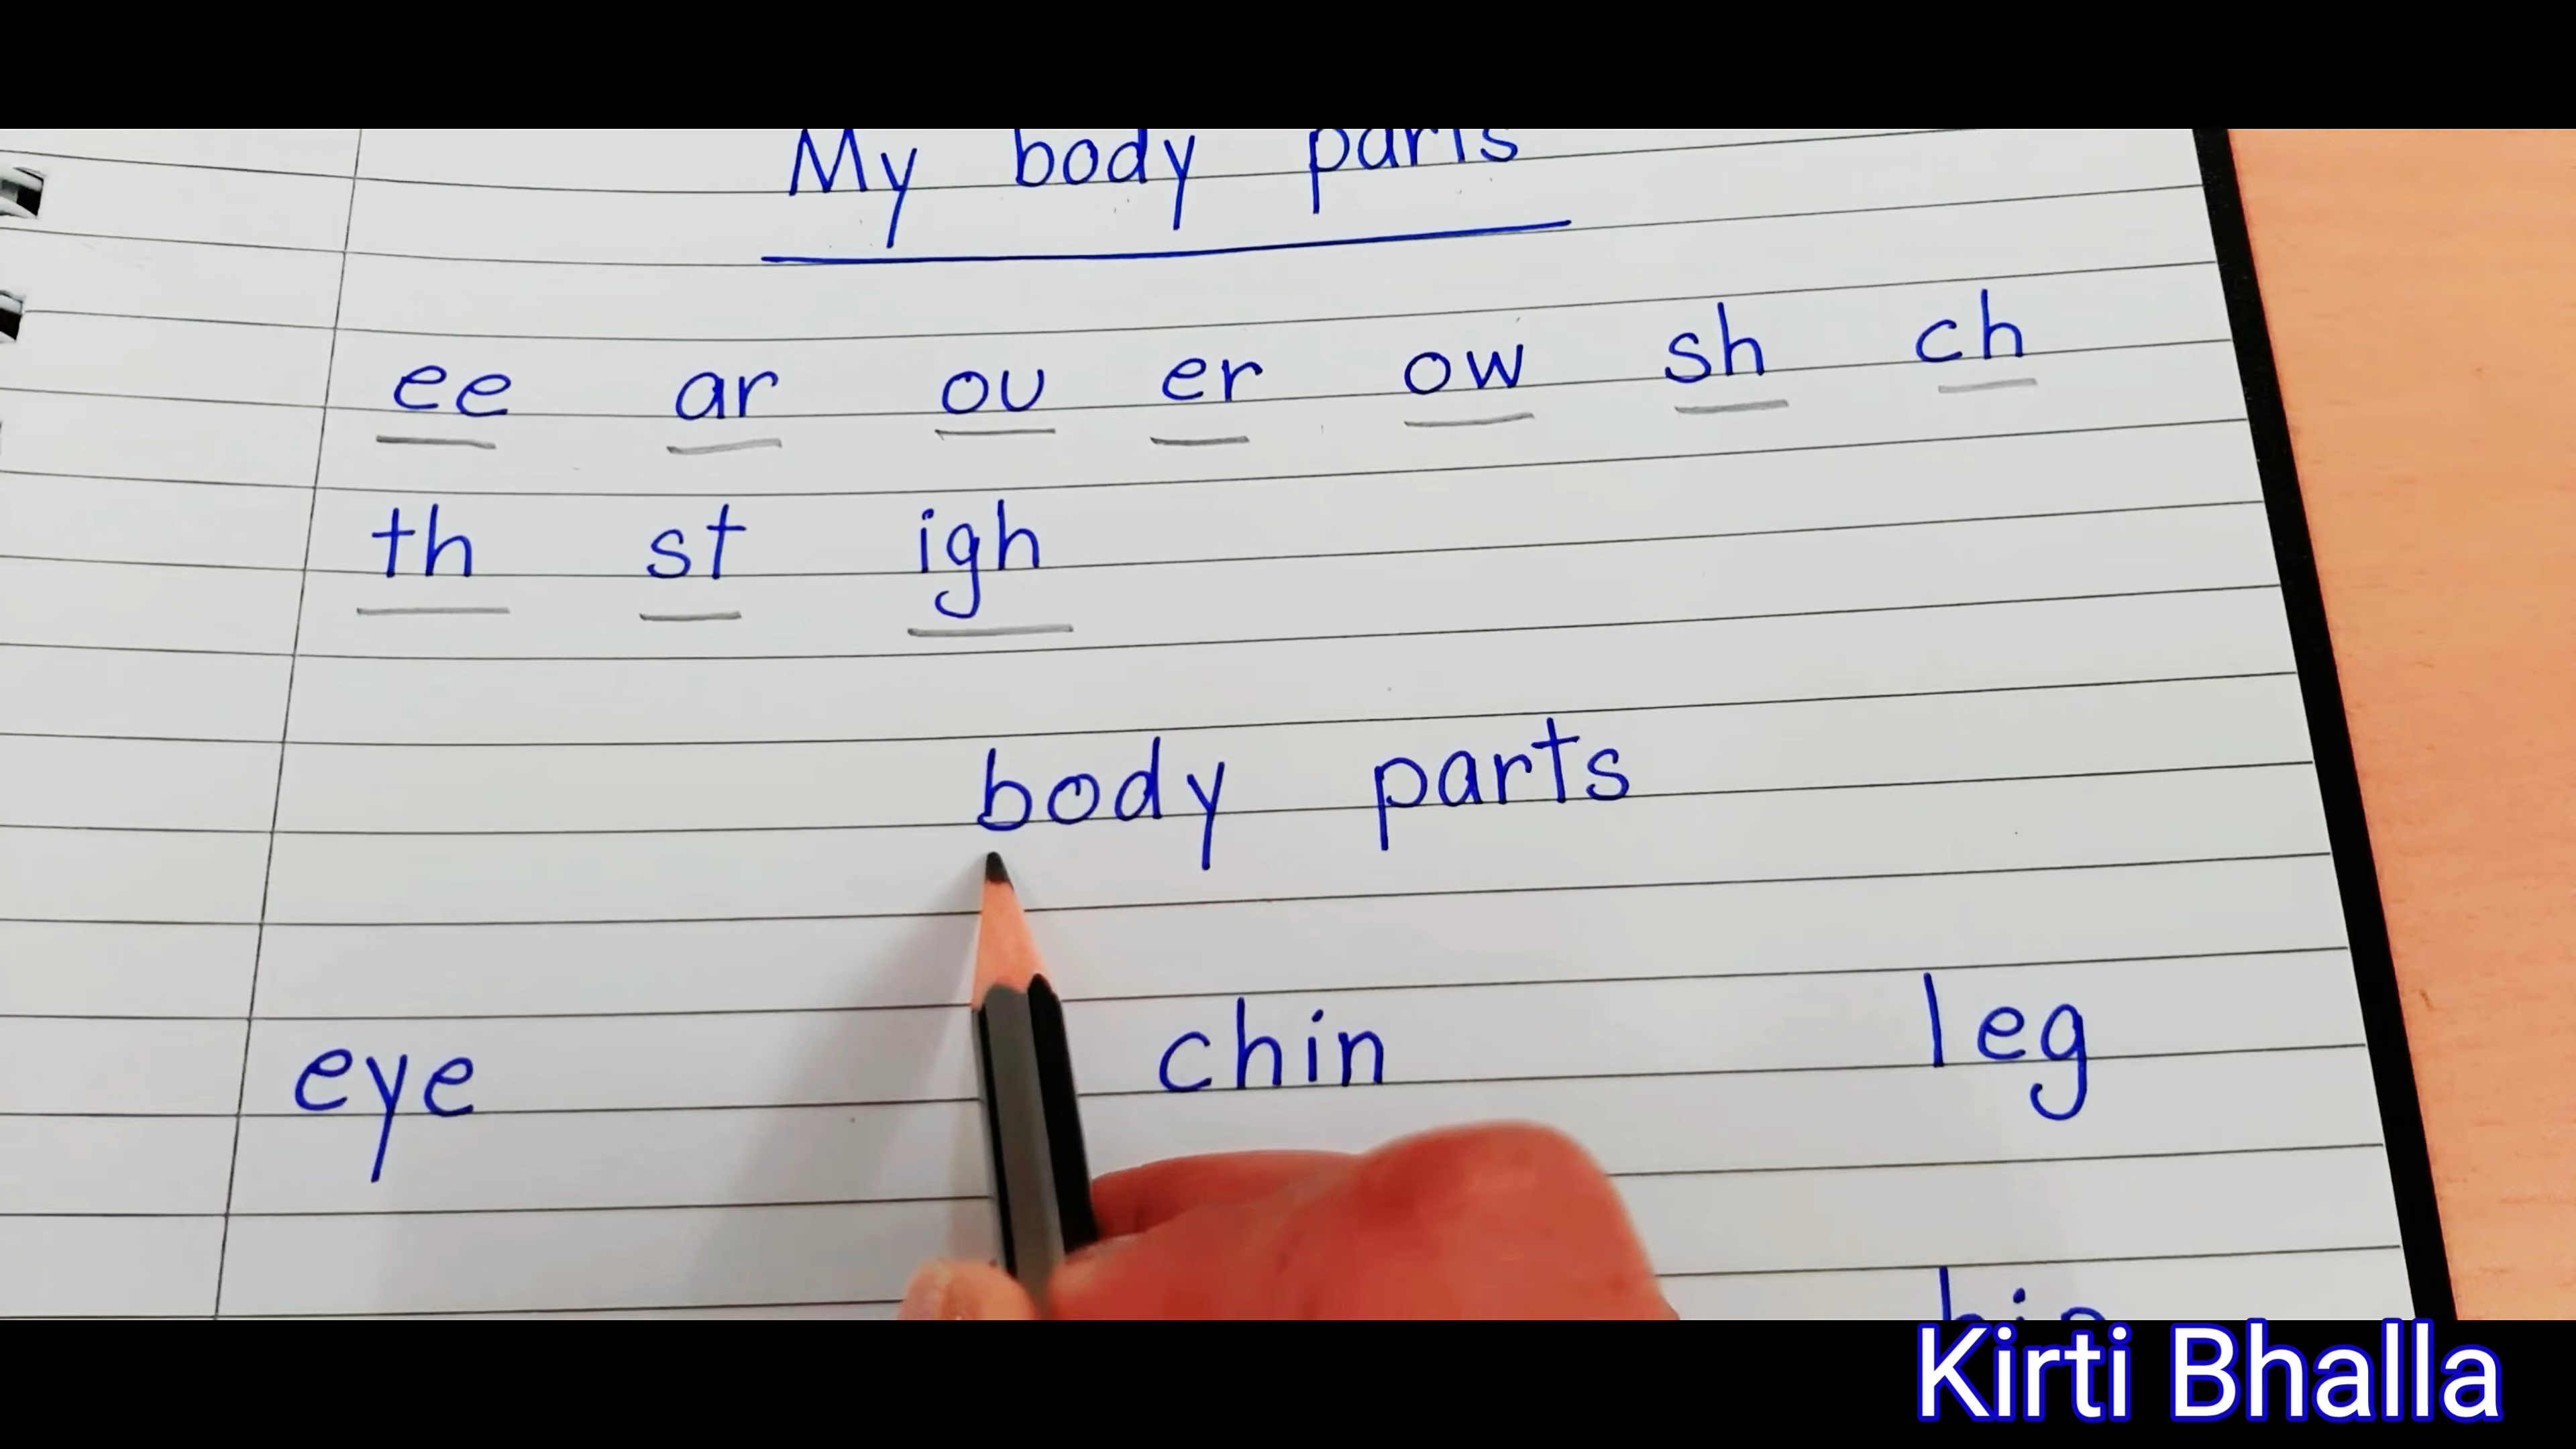 My body parts
ee ar ou er ow sh ch
th st igh
body parts
eye chin leg
Kirti Bhalla